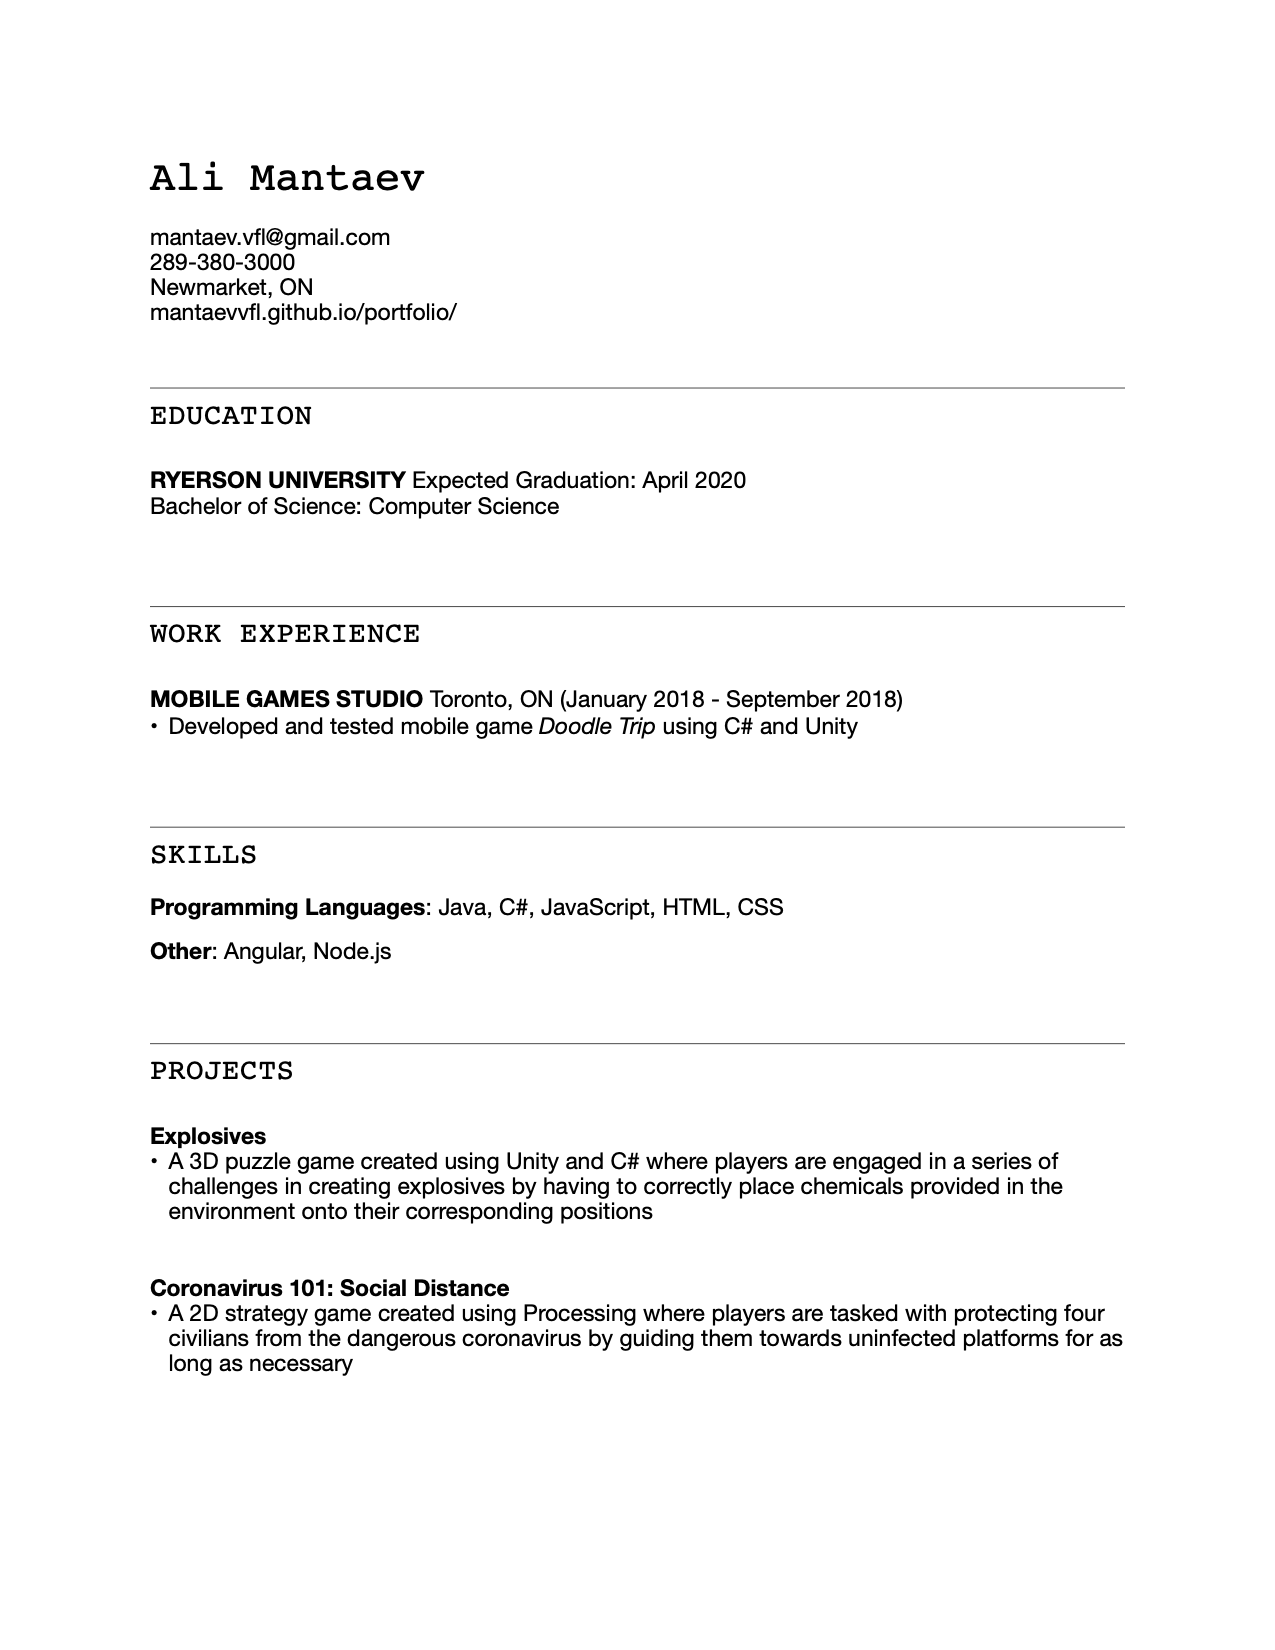 Ali Mantaev
mantaev.vfl@gmail.com
289-380-3000
Newmarket, ON
mantaevvfl.github.io/portfolio/
EDUCATION
RYERSON UNIVERSITY Expected Graduation: April 2020
Bachelor of Science: Computer Science
WORK EXPERIENCE
MOBILE GAMES STUDIO Toronto, ON (January 2018 - September 2018)
• Developed and tested mobile game Doodle Trip using C# and Unity
SKILLS
Programming Languages: Java, C#, JavaScript, HTML, CSS
Other: Angular, Node.js
PROJECTS
Explosives
• A 3D puzzle game created using Unity and C# where players are engaged in a series of
challenges in creating explosives by having to correctly place chemicals provided in the
environment onto their corresponding positions
Coronavirus 101: Social Distance
• A 2D strategy game created using Processing where players are tasked with protecting four
civilians from the dangerous coronavirus by guiding them towards uninfected platforms for as
long as necessary